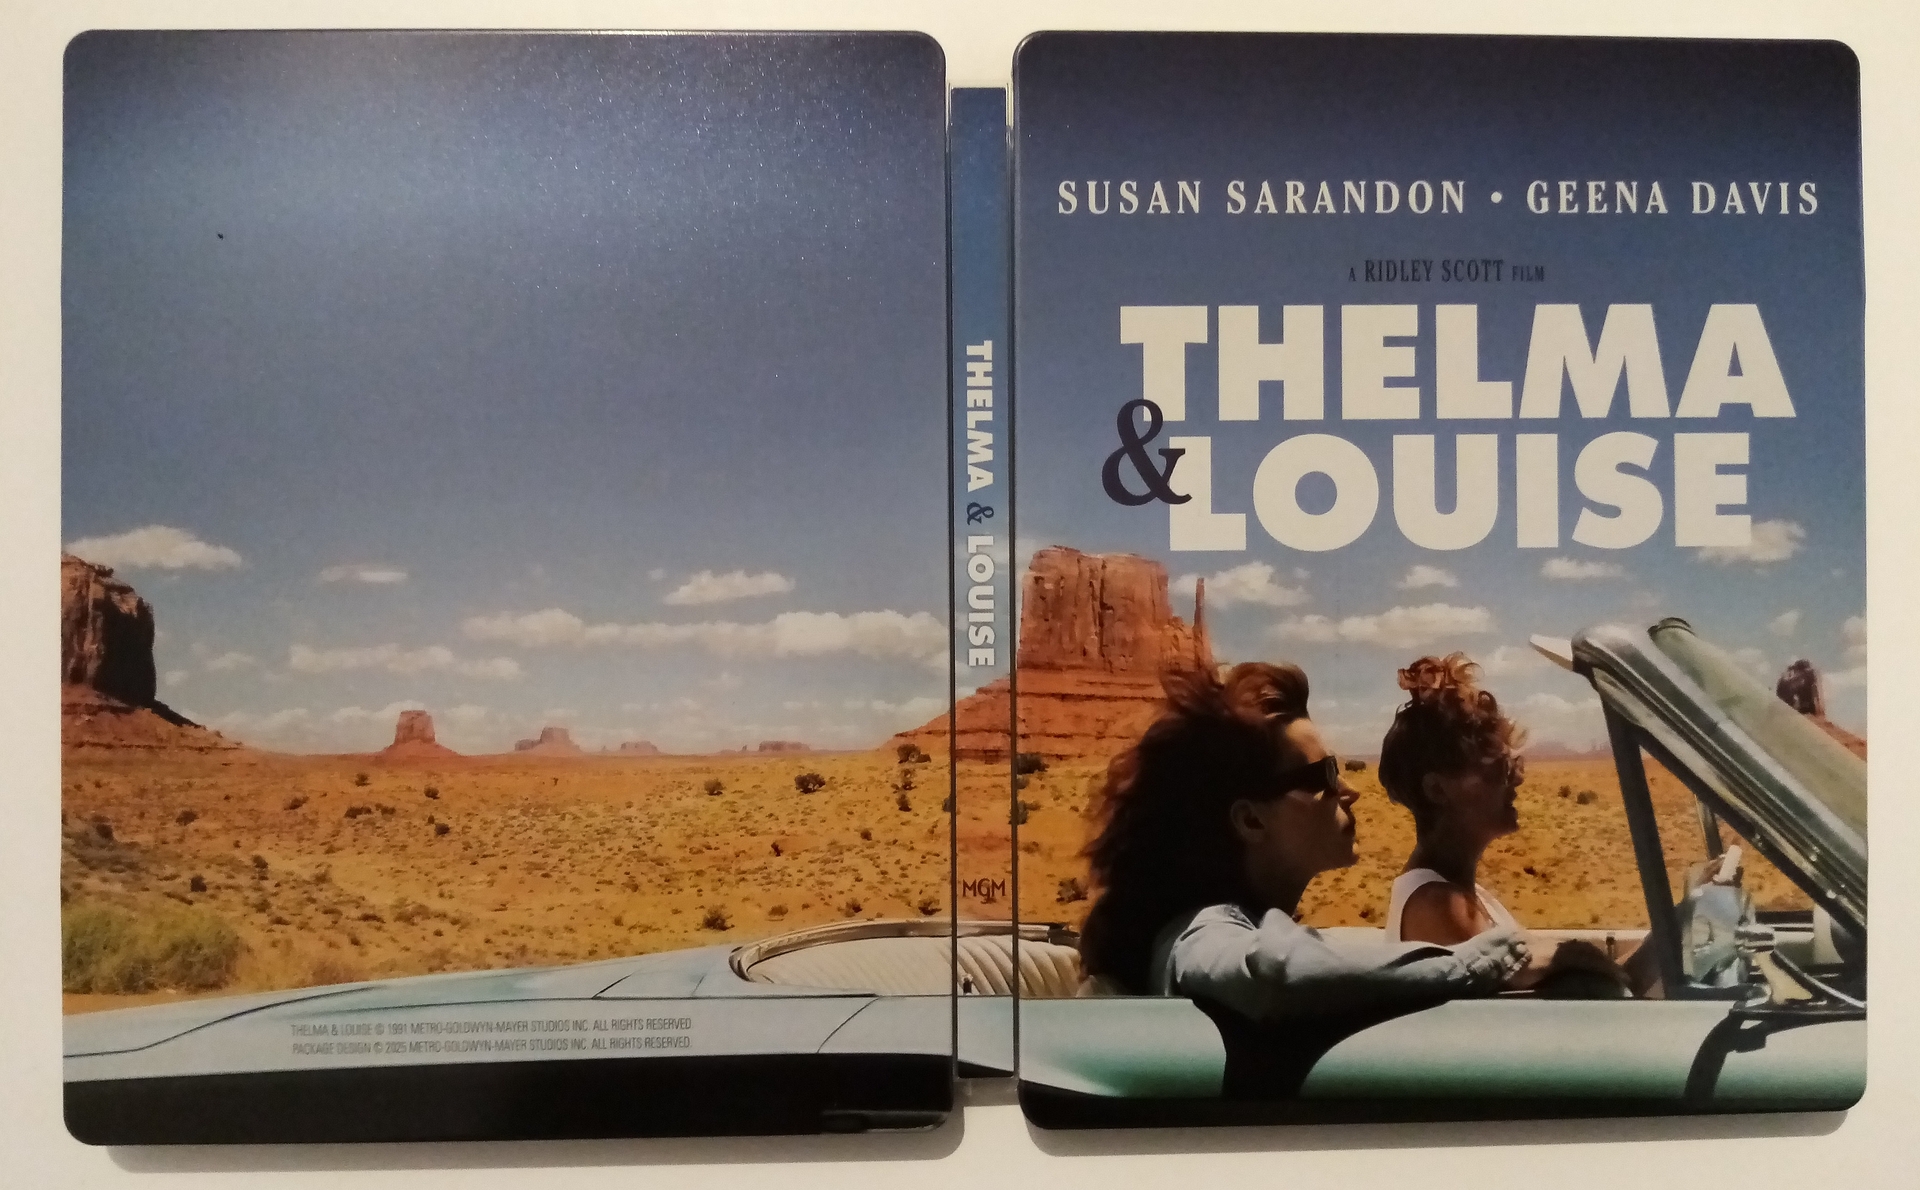 THELMA & LOUISE © 1991 METRO-GOLDWYN-MAYER STUDIOS INC. ALL RIGHTS RESERVED.
PACKAGE DESIGN © 2025 METRO-GOLDWYN-MAYER STUDIOS INC. ALL RIGHTS RESERVED.
THELMA & LOUISE
MGM
SUSAN SARANDON • GEENA DAVIS
A RIDLEY SCOTT FILM
THELMA
& LOUISE